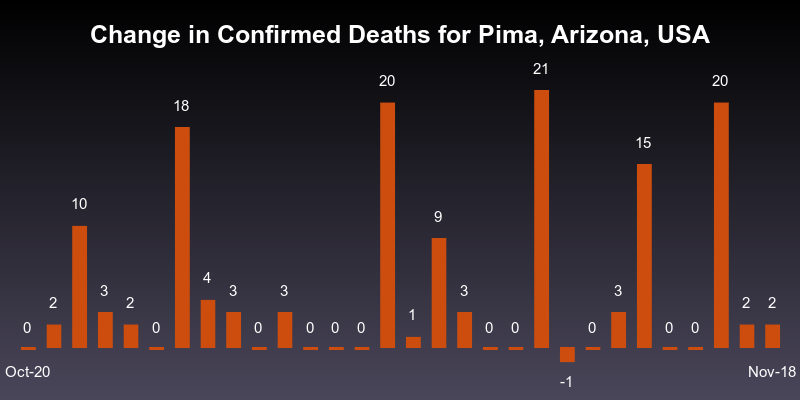 Change in Confirmed Deaths for Pima, Arizona, USA
0 2 10 3 2 0 18 4 3 0 3 0 0 0 20 1 9 3 0 0 21 -1 0 3 15 0 0 20 2 2
Oct-20 Nov-18